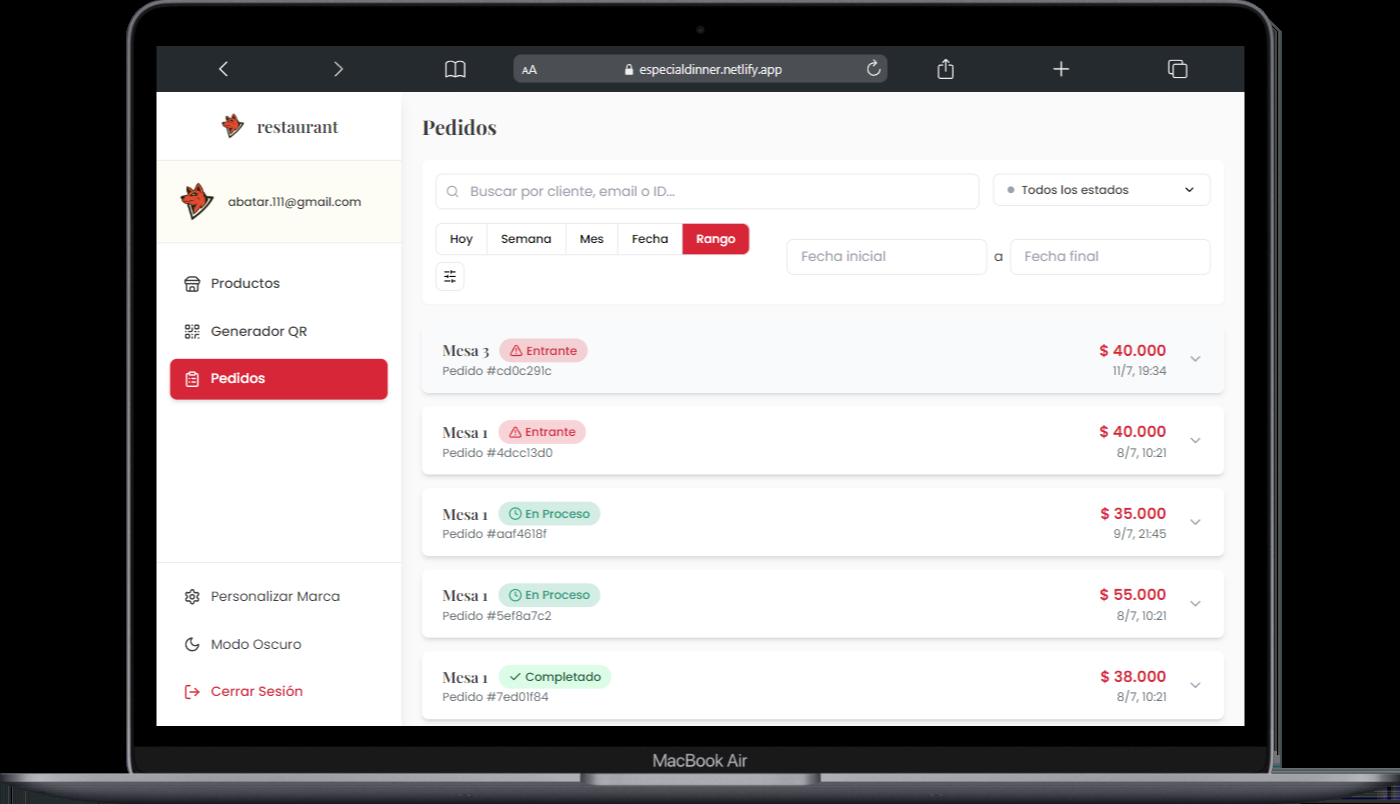 AA especialdinner.netlify.app
restaurant
abatar.111@gmail.com
Productos
Generador QR
Pedidos
Personalizar Marca
Modo Oscuro
Cerrar Sesión
Pedidos
Buscar por cliente, email o ID...
Todos los estados
Hoy Semana Mes Fecha Rango
Fecha inicial a Fecha final
Mesa 3 Entrante $ 40.000
Pedido #cd0c291c 11/7, 19:34
Mesa 1 Entrante $ 40.000
Pedido #4dcc13d0 8/7, 10:21
Mesa 1 En Proceso $ 35.000
Pedido #aaf4618f 9/7, 21:45
Mesa 1 En Proceso $ 55.000
Pedido #5ef8a7c2 8/7, 10:21
Mesa 1 Completado $ 38.000
Pedido #7ed01f84 8/7, 10:21
MacBook Air